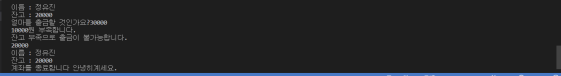 이름 : 정유진
잔고 : 20000
얼마를 출금할 것인가요?30000
10000원 부족합니다.
잔고 부족으로 출금이 불가능합니다.
20000
이름 : 정유진
잔고 : 20000
계좌를 종료합니다 안녕히계세요.